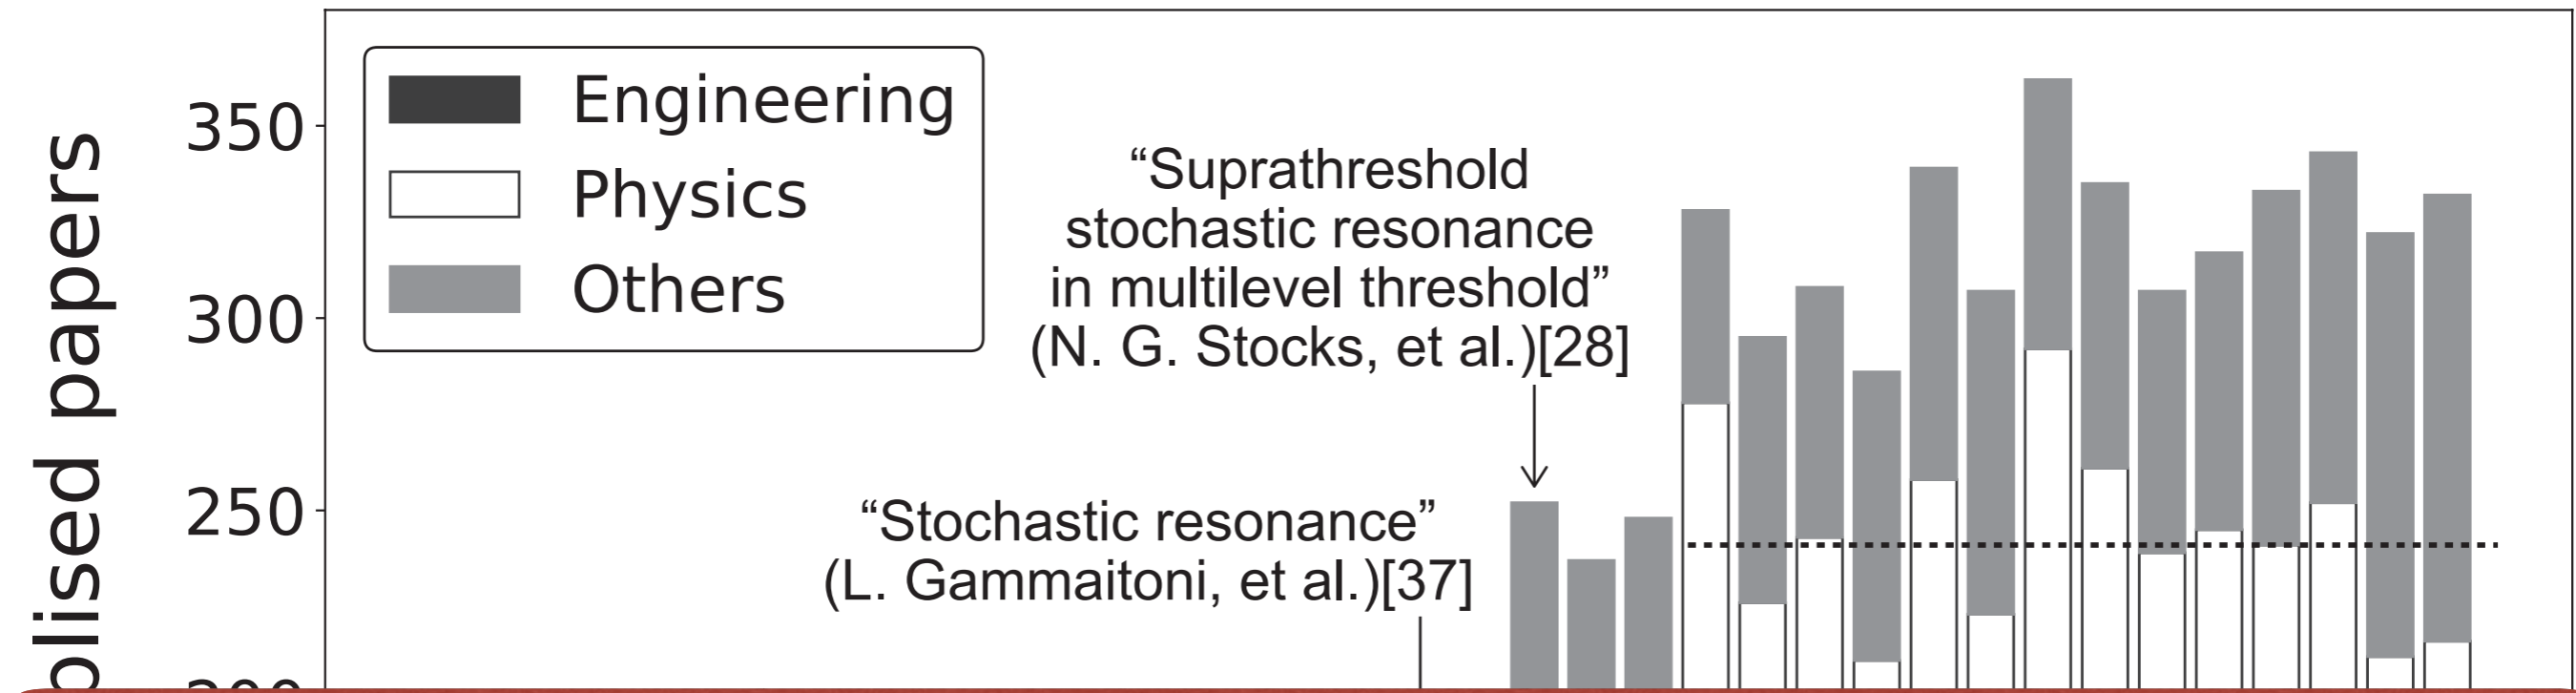 Engineering
Physics
Others
350
300
250
“Suprathreshold
stochastic resonance
in multilevel threshold”
(N. G. Stocks, et al.)[28]
“Stochastic resonance”
(L. Gammaitoni, et al.)[37]
papers